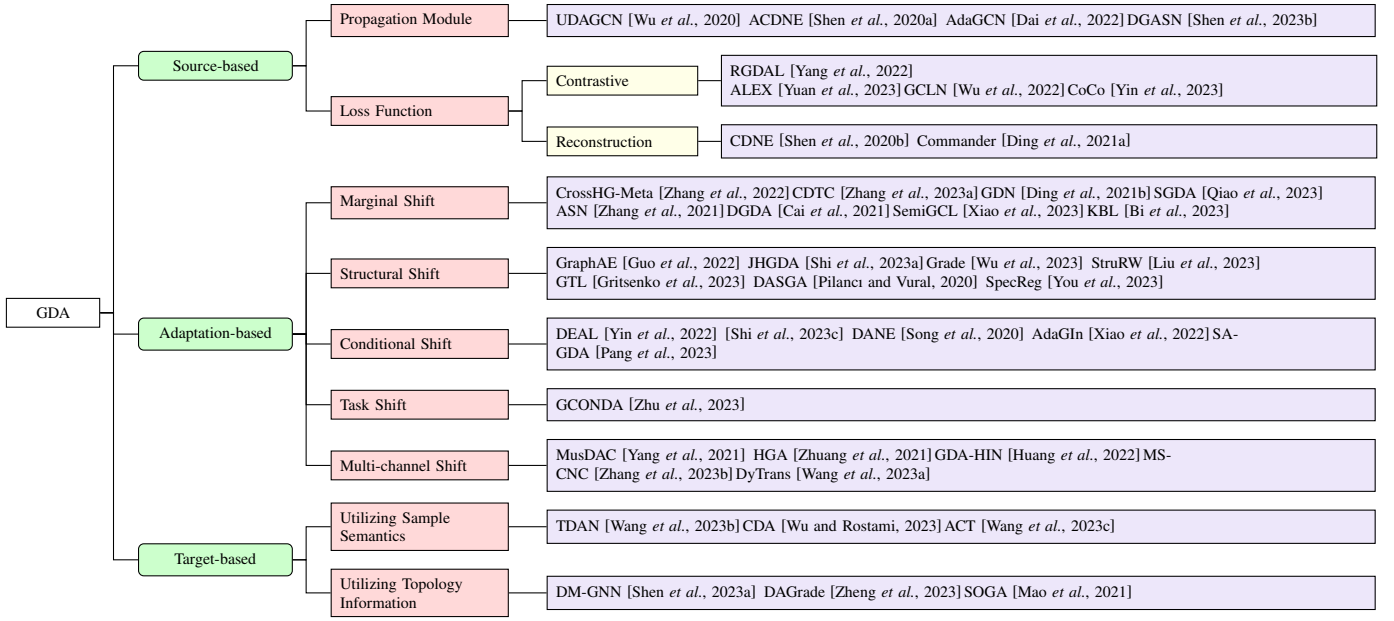 Propagation Module
UDAGCN [Wu et al., 2020] ACDNE [Shen et al., 2020a] AdaGCN [Dai et al., 2022] DGASN [Shen et al., 2023b]
Source-based
Loss Function
Contrastive
RGDAL [Yang et al., 2022]
ALEX [Yuan et al., 2023] GCLN [Wu et al., 2022] CoCo [Yin et al., 2023]
Reconstruction
CDNE [Shen et al., 2020b] Commander [Ding et al., 2021a]
GDA
Adaptation-based
Marginal Shift
CrossHG-Meta [Zhang et al., 2022] CDTC [Zhang et al., 2023a] GDN [Ding et al., 2021b] SGDA [Qiao et al., 2023]
ASN [Zhang et al., 2021] DGDA [Cai et al., 2021] SemiGCL [Xiao et al., 2023] KBL [Bi et al., 2023]
Structural Shift
GraphAE [Guo et al., 2022] JHGDA [Shi et al., 2023a] Grade [Wu et al., 2023] StruRW [Liu et al., 2023]
GTL [Gritsenko et al., 2023] DASGA [Pilancı and Vural, 2020] SpecReg [You et al., 2023]
Conditional Shift
DEAL [Yin et al., 2022] [Shi et al., 2023c] DANE [Song et al., 2020] AdaGIn [Xiao et al., 2022] SA-
GDA [Pang et al., 2023]
Task Shift
GCONDA [Zhu et al., 2023]
Multi-channel Shift
MusDAC [Yang et al., 2021] HGA [Zhuang et al., 2021] GDA-HIN [Huang et al., 2022] MS-
CNC [Zhang et al., 2023b] DyTrans [Wang et al., 2023a]
Target-based
Utilizing Sample
Semantics
TDAN [Wang et al., 2023b] CDA [Wu and Rostami, 2023] ACT [Wang et al., 2023c]
Utilizing Topology
Information
DM-GNN [Shen et al., 2023a] DAGrade [Zheng et al., 2023] SOGA [Mao et al., 2021]